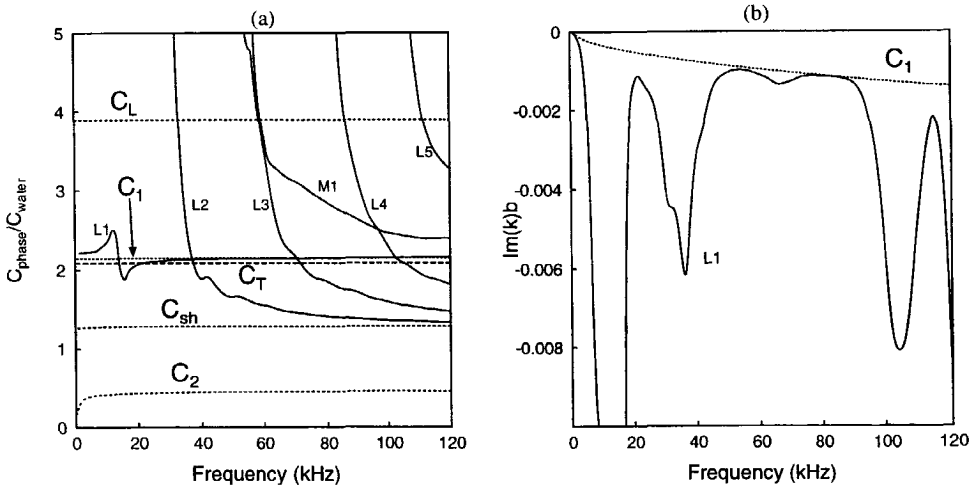 (a)
5
4
3
2
1
0
C_phase/C_water
C_L
C_1
L1
L2
L3
M1
L4
L5
C_T
C_sh
C_2
0 20 40 60 80 100 120
Frequency (kHz)
(b)
0
-0.002
-0.004
-0.006
-0.008
Im(k)b
C_1
L1
0 20 40 60 80 100 120
Frequency (kHz)